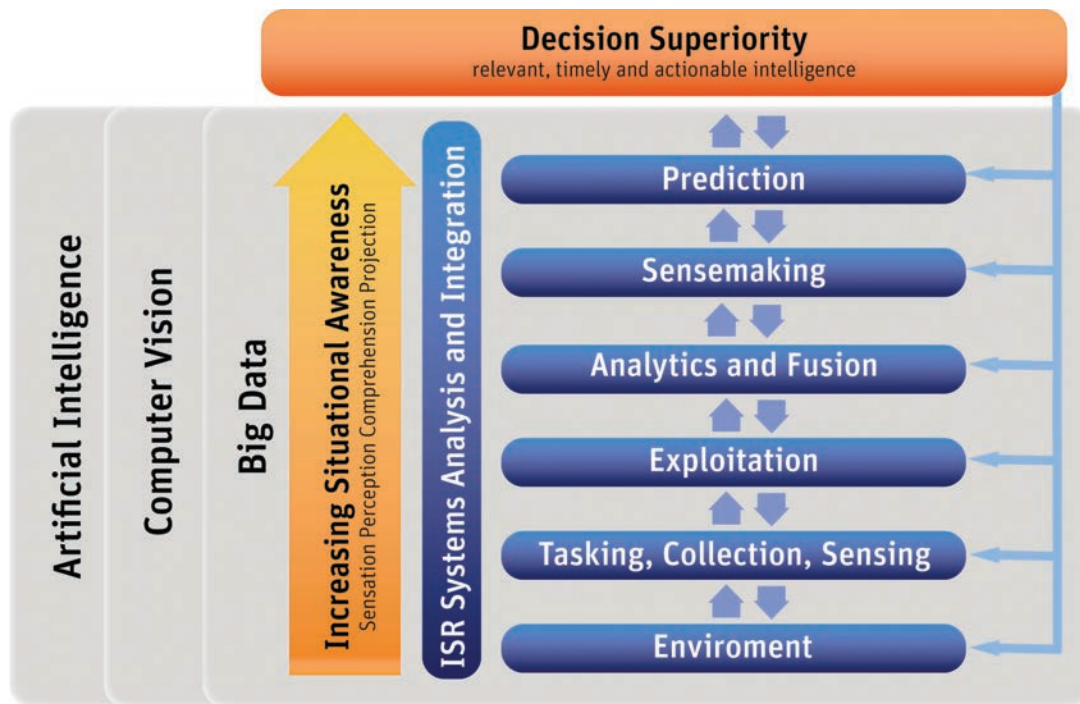 Decision Superiority
relevant, timely and actionable intelligence
Artificial Intelligence
Computer Vision
Big Data
Increasing Situational Awareness
Sensation Perception Comprehension Projection
ISR Systems Analysis and Integration
Prediction
Sensemaking
Analytics and Fusion
Exploitation
Tasking, Collection, Sensing
Enviroment